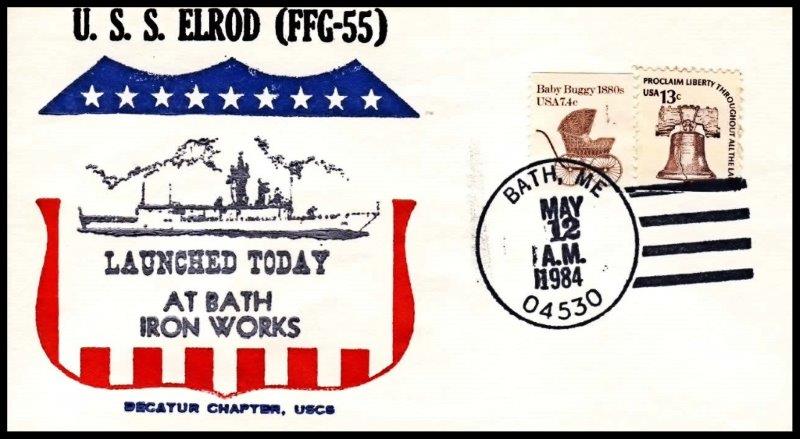 U. S. S. ELROD (FFG-55)
LAUNCHED TODAY
AT BATH
IRON WORKS
DECATUR CHAPTER, USCS
Baby Buggy 1880s
USA 7.4c
PROCLAIM LIBERTY THROUGHOUT ALL THE LA
USA 13c
BATH, ME
MAY
12
A.M.
1984
04530